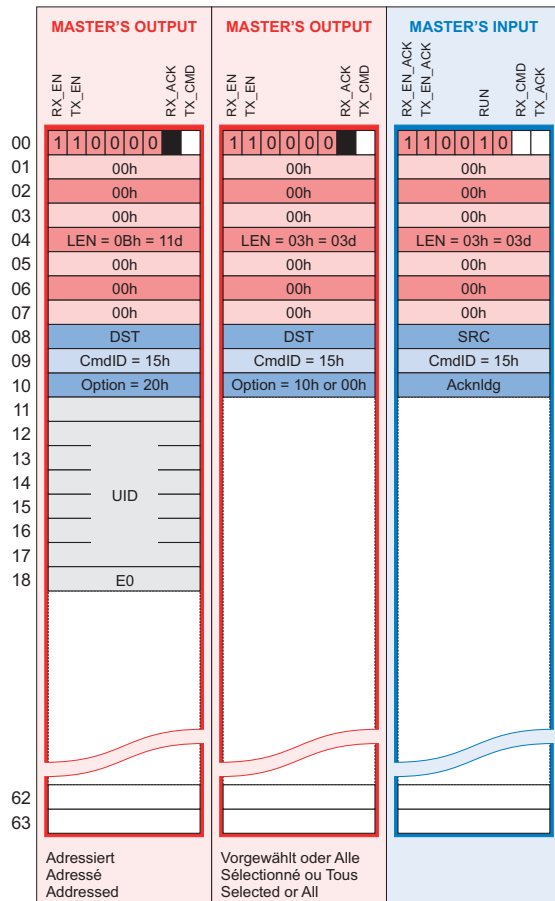 MASTER'S OUTPUT MASTER'S OUTPUT MASTER'S INPUT
RX_EN TX_EN RX_ACK TX_CMD RX_EN TX_EN RX_ACK TX_CMD RX_EN_ACK TX_EN_ACK RUN RX_CMD TX_ACK
00 1 1 0 0 0 0 1 1 0 0 0 0 1 1 0 0 1 0
01 00h 00h 00h
02 00h 00h 00h
03 00h 00h 00h
04 LEN = 0Bh = 11d LEN = 03h = 03d LEN = 03h = 03d
05 00h 00h 00h
06 00h 00h 00h
07 00h 00h 00h
08 DST DST SRC
09 CmdID = 15h CmdID = 15h CmdID = 15h
10 Option = 20h Option = 10h or 00h Acknldg
11
12
13
14
UID
15
16
17
18 E0
62
63
Adressiert Vorgewählt oder Alle
Adressé Sélectionné ou Tous
Addressed Selected or All